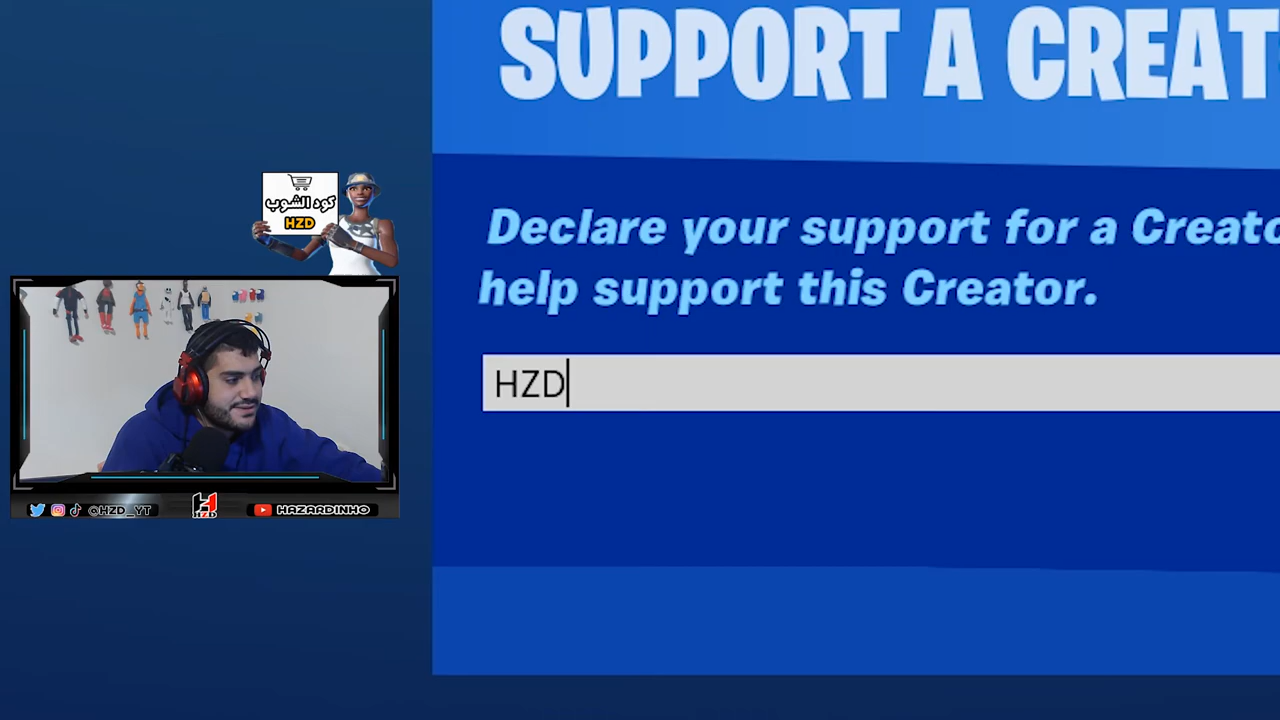 SUPPORT A CREAT
Declare your support for a Creato
help support this Creator.
HZD
كود الشوب
HZD
@HZD_YT
HZD
HAZARDINHO